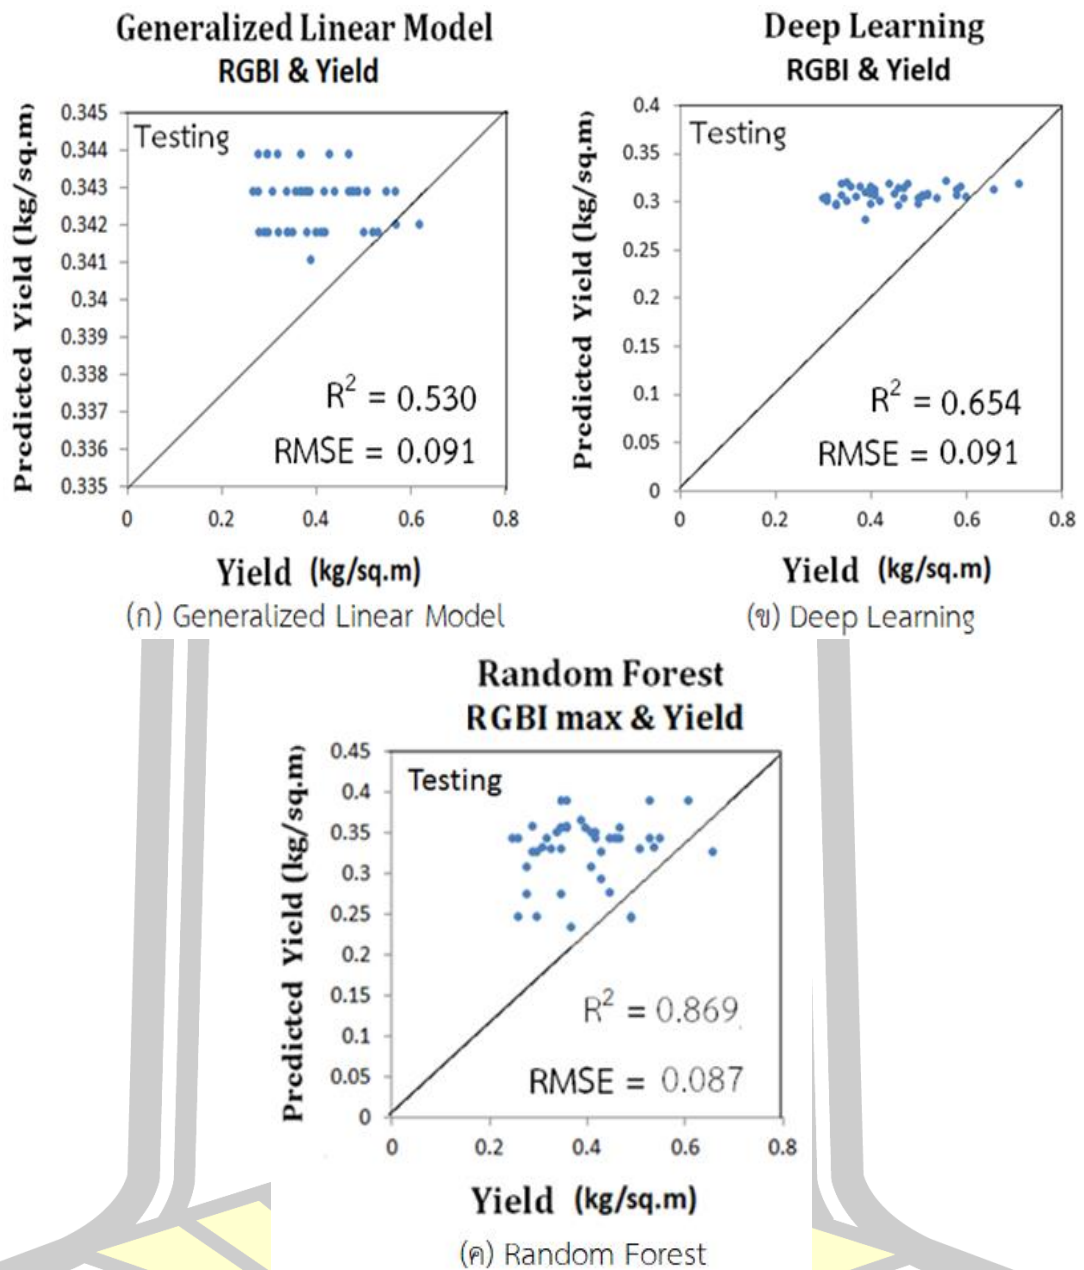 Generalized Linear Model
RGBI & Yield
Testing
Predicted Yield (kg/sq.m)
0.345
0.344
0.343
0.342
0.341
0.34
0.339
0.338
0.337
0.336
0.335
R² = 0.530
RMSE = 0.091
0 0.2 0.4 0.6 0.8
Yield (kg/sq.m)
(ก) Generalized Linear Model
Deep Learning
RGBI & Yield
Testing
Predicted Yield (kg/sq.m)
0.4
0.35
0.3
0.25
0.2
0.15
0.1
0.05
0
R² = 0.654
RMSE = 0.091
0 0.2 0.4 0.6 0.8
Yield (kg/sq.m)
(ข) Deep Learning
Random Forest
RGBI max & Yield
Testing
Predicted Yield (kg/sq.m)
0.45
0.4
0.35
0.3
0.25
0.2
0.15
0.1
0.05
0
R² = 0.869
RMSE = 0.087
0 0.2 0.4 0.6 0.8
Yield (kg/sq.m)
(ค) Random Forest